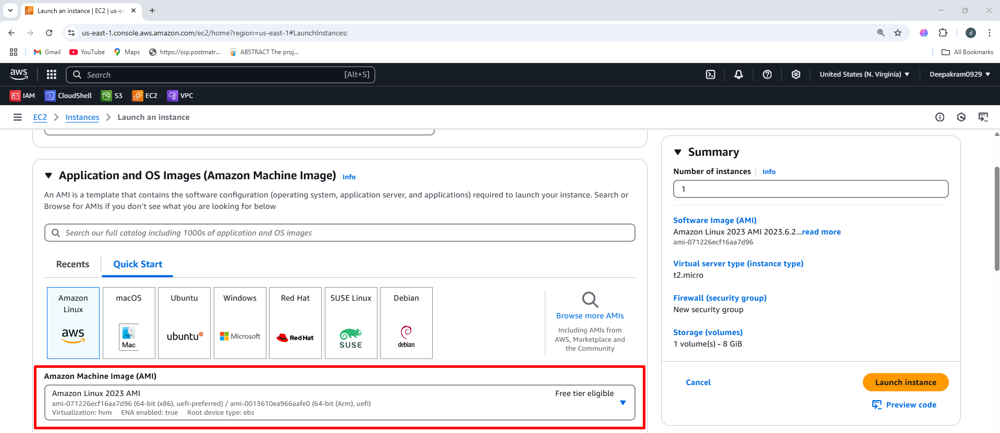 Launch an instance | EC2 | us-ea
us-east-1.console.aws.amazon.com/ec2/home?region=us-east-1#LaunchInstances:
d
Gmail
YouTube
Maps
https://ssp.postmatr...
ABSTRACT The proj...
All Bookmarks
aws
Search
[Alt+S]
United States (N. Virginia)
Deepakram0929
IAM
CloudShell
S3
EC2
VPC
EC2
Instances
Launch an instance
Application and OS Images (Amazon Machine Image) Info
An AMI is a template that contains the software configuration (operating system, application server, and applications) required to launch your instance. Search or
Browse for AMIs if you don’t see what you are looking for below
Search our full catalog including 1000s of application and OS images
Recents
Quick Start
Amazon
Linux
aws
macOS
Mac
Ubuntu
ubuntu
Windows
Microsoft
Red Hat
Red Hat
SUSE Linux
SUSE
Debian
debian
Browse more AMIs
Including AMIs from
AWS, Marketplace and
the Community
Amazon Machine Image (AMI)
Amazon Linux 2023 AMI
Free tier eligible
ami-071226ecf16aa7d96 (64-bit (x86), uefi-preferred) / ami-0013610ea966aafe0 (64-bit (Arm), uefi)
Virtualization: hvm ENA enabled: true Root device type: ebs
Summary
Number of instances Info
1
Software Image (AMI)
Amazon Linux 2023 AMI 2023.6.2...read more
ami-071226ecf16aa7d96
Virtual server type (instance type)
t2.micro
Firewall (security group)
New security group
Storage (volumes)
1 volume(s) - 8 GiB
Cancel
Launch instance
Preview code